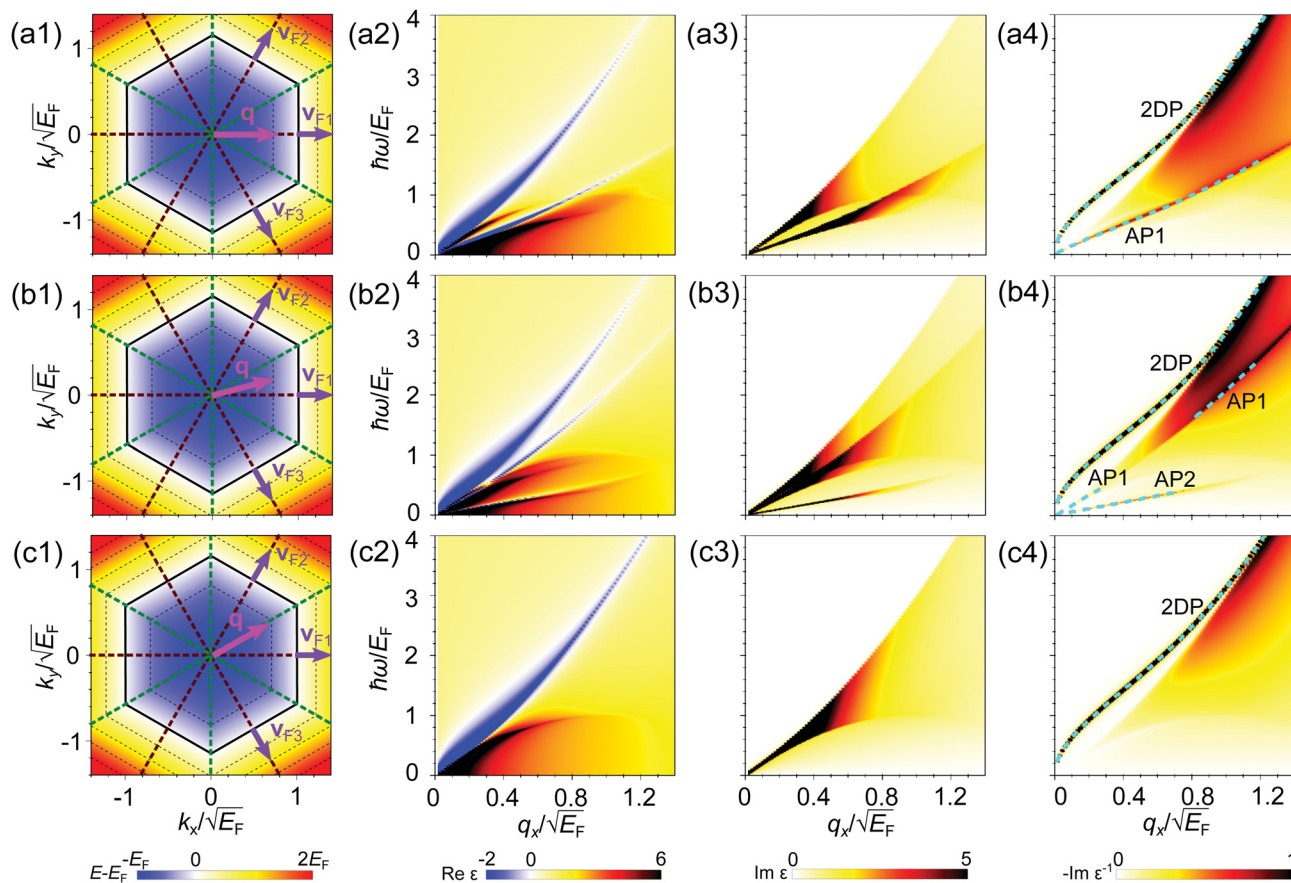 (a1) (a2) (a3) (a4)
k_y/√E_F
1
0
-1
v_F2
q
v_F1
v_F3
ħω/E_F
4
3
2
1
0
2DP
AP1
(b1) (b2) (b3) (b4)
k_y/√E_F
1
0
-1
v_F2
q
v_F1
v_F3
ħω/E_F
4
3
2
1
0
2DP
AP1
AP1
AP2
(c1) (c2) (c3) (c4)
k_y/√E_F
1
0
-1
v_F2
q
v_F1
v_F3
ħω/E_F
4
3
2
1
0
2DP
-1 0 1
0 0.4 0.8 1.2
0 0.4 0.8 1.2
0 0.4 0.8 1.2
k_x/√E_F
q_x/√E_F
q_x/√E_F
q_x/√E_F
E-E_F -E_F 0 2E_F
Re ε -2 0 6
Im ε 0 5
-Im ε⁻¹ 0 1